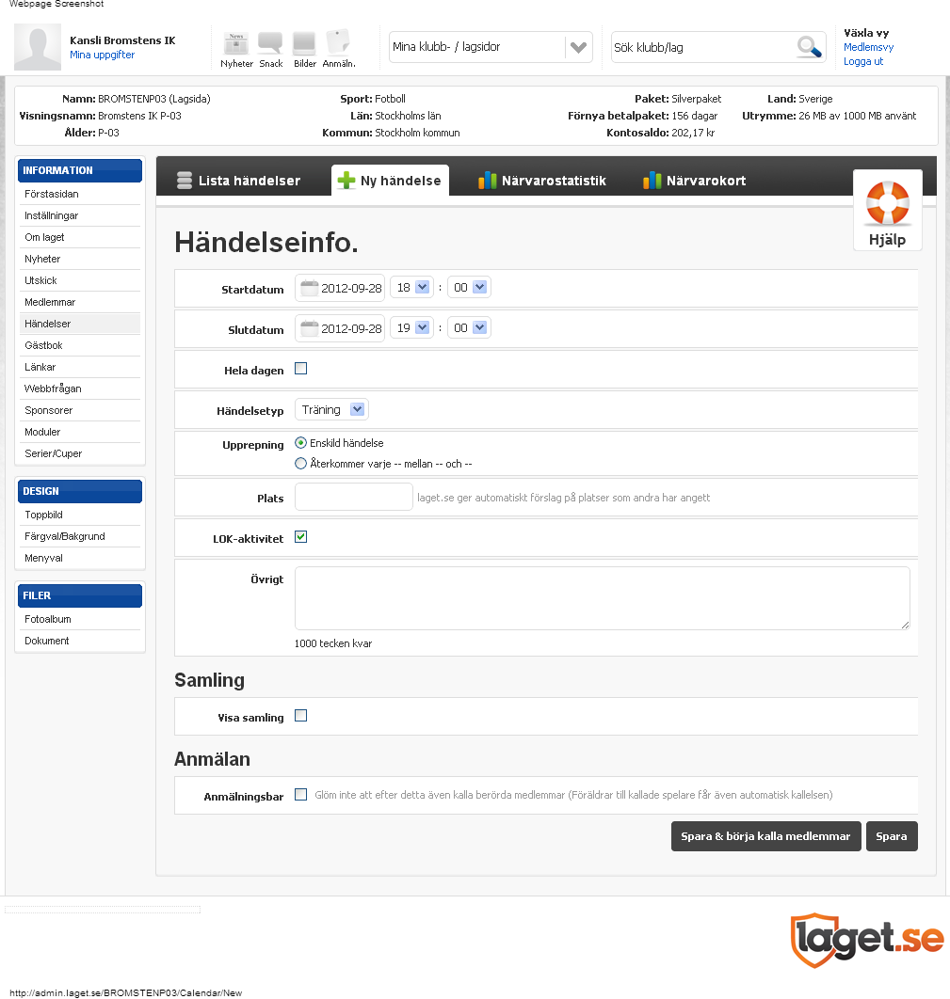 Webpage Screenshot
Kansli Bromstens IK
Mina uppgifter
News
Nyheter Snack Bilder Anmäln.
Mina klubb- / lagsidor
Sök klubb/lag
Växla vy
Medlemsvy
Logga ut
Namn: BROMSTENP03 (Lagsida) Sport: Fotboll Paket: Silverpaket Land: Sverige
Visningsnamn: Bromstens IK P-03 Län: Stockholms län Förnya betalpaket: 156 dagar Utrymme: 26 MB av 1000 MB använt
Ålder: P-03 Kommun: Stockholm kommun Kontosaldo: 202,17 kr
INFORMATION
Förstasidan
Inställningar
Om laget
Nyheter
Utskick
Medlemmar
Händelser
Gästbok
Länkar
Webbfrågan
Sponsorer
Moduler
Serier/Cuper
DESIGN
Toppbild
Färgval/Bakgrund
Menyval
FILER
Fotoalbum
Dokument
Lista händelser Ny händelse Närvarostatistik Närvarokort
Hjälp
Händelseinfo.
Startdatum 2012-09-28 18 : 00
Slutdatum 2012-09-28 19 : 00
Hela dagen
Händelsetyp Träning
Upprepning Enskild händelse
Återkommer varje -- mellan -- och --
Plats laget.se ger automatiskt förslag på platser som andra har angett
LOK-aktivitet
Övrigt
1000 tecken kvar
Samling
Visa samling
Anmälan
Anmälningsbar Glöm inte att efter detta även kalla berörda medlemmar (Föräldrar till kallade spelare får även automatisk kallelsen)
Spara & börja kalla medlemmar Spara
laget.se
http://admin.laget.se/BROMSTENP03/Calendar/New